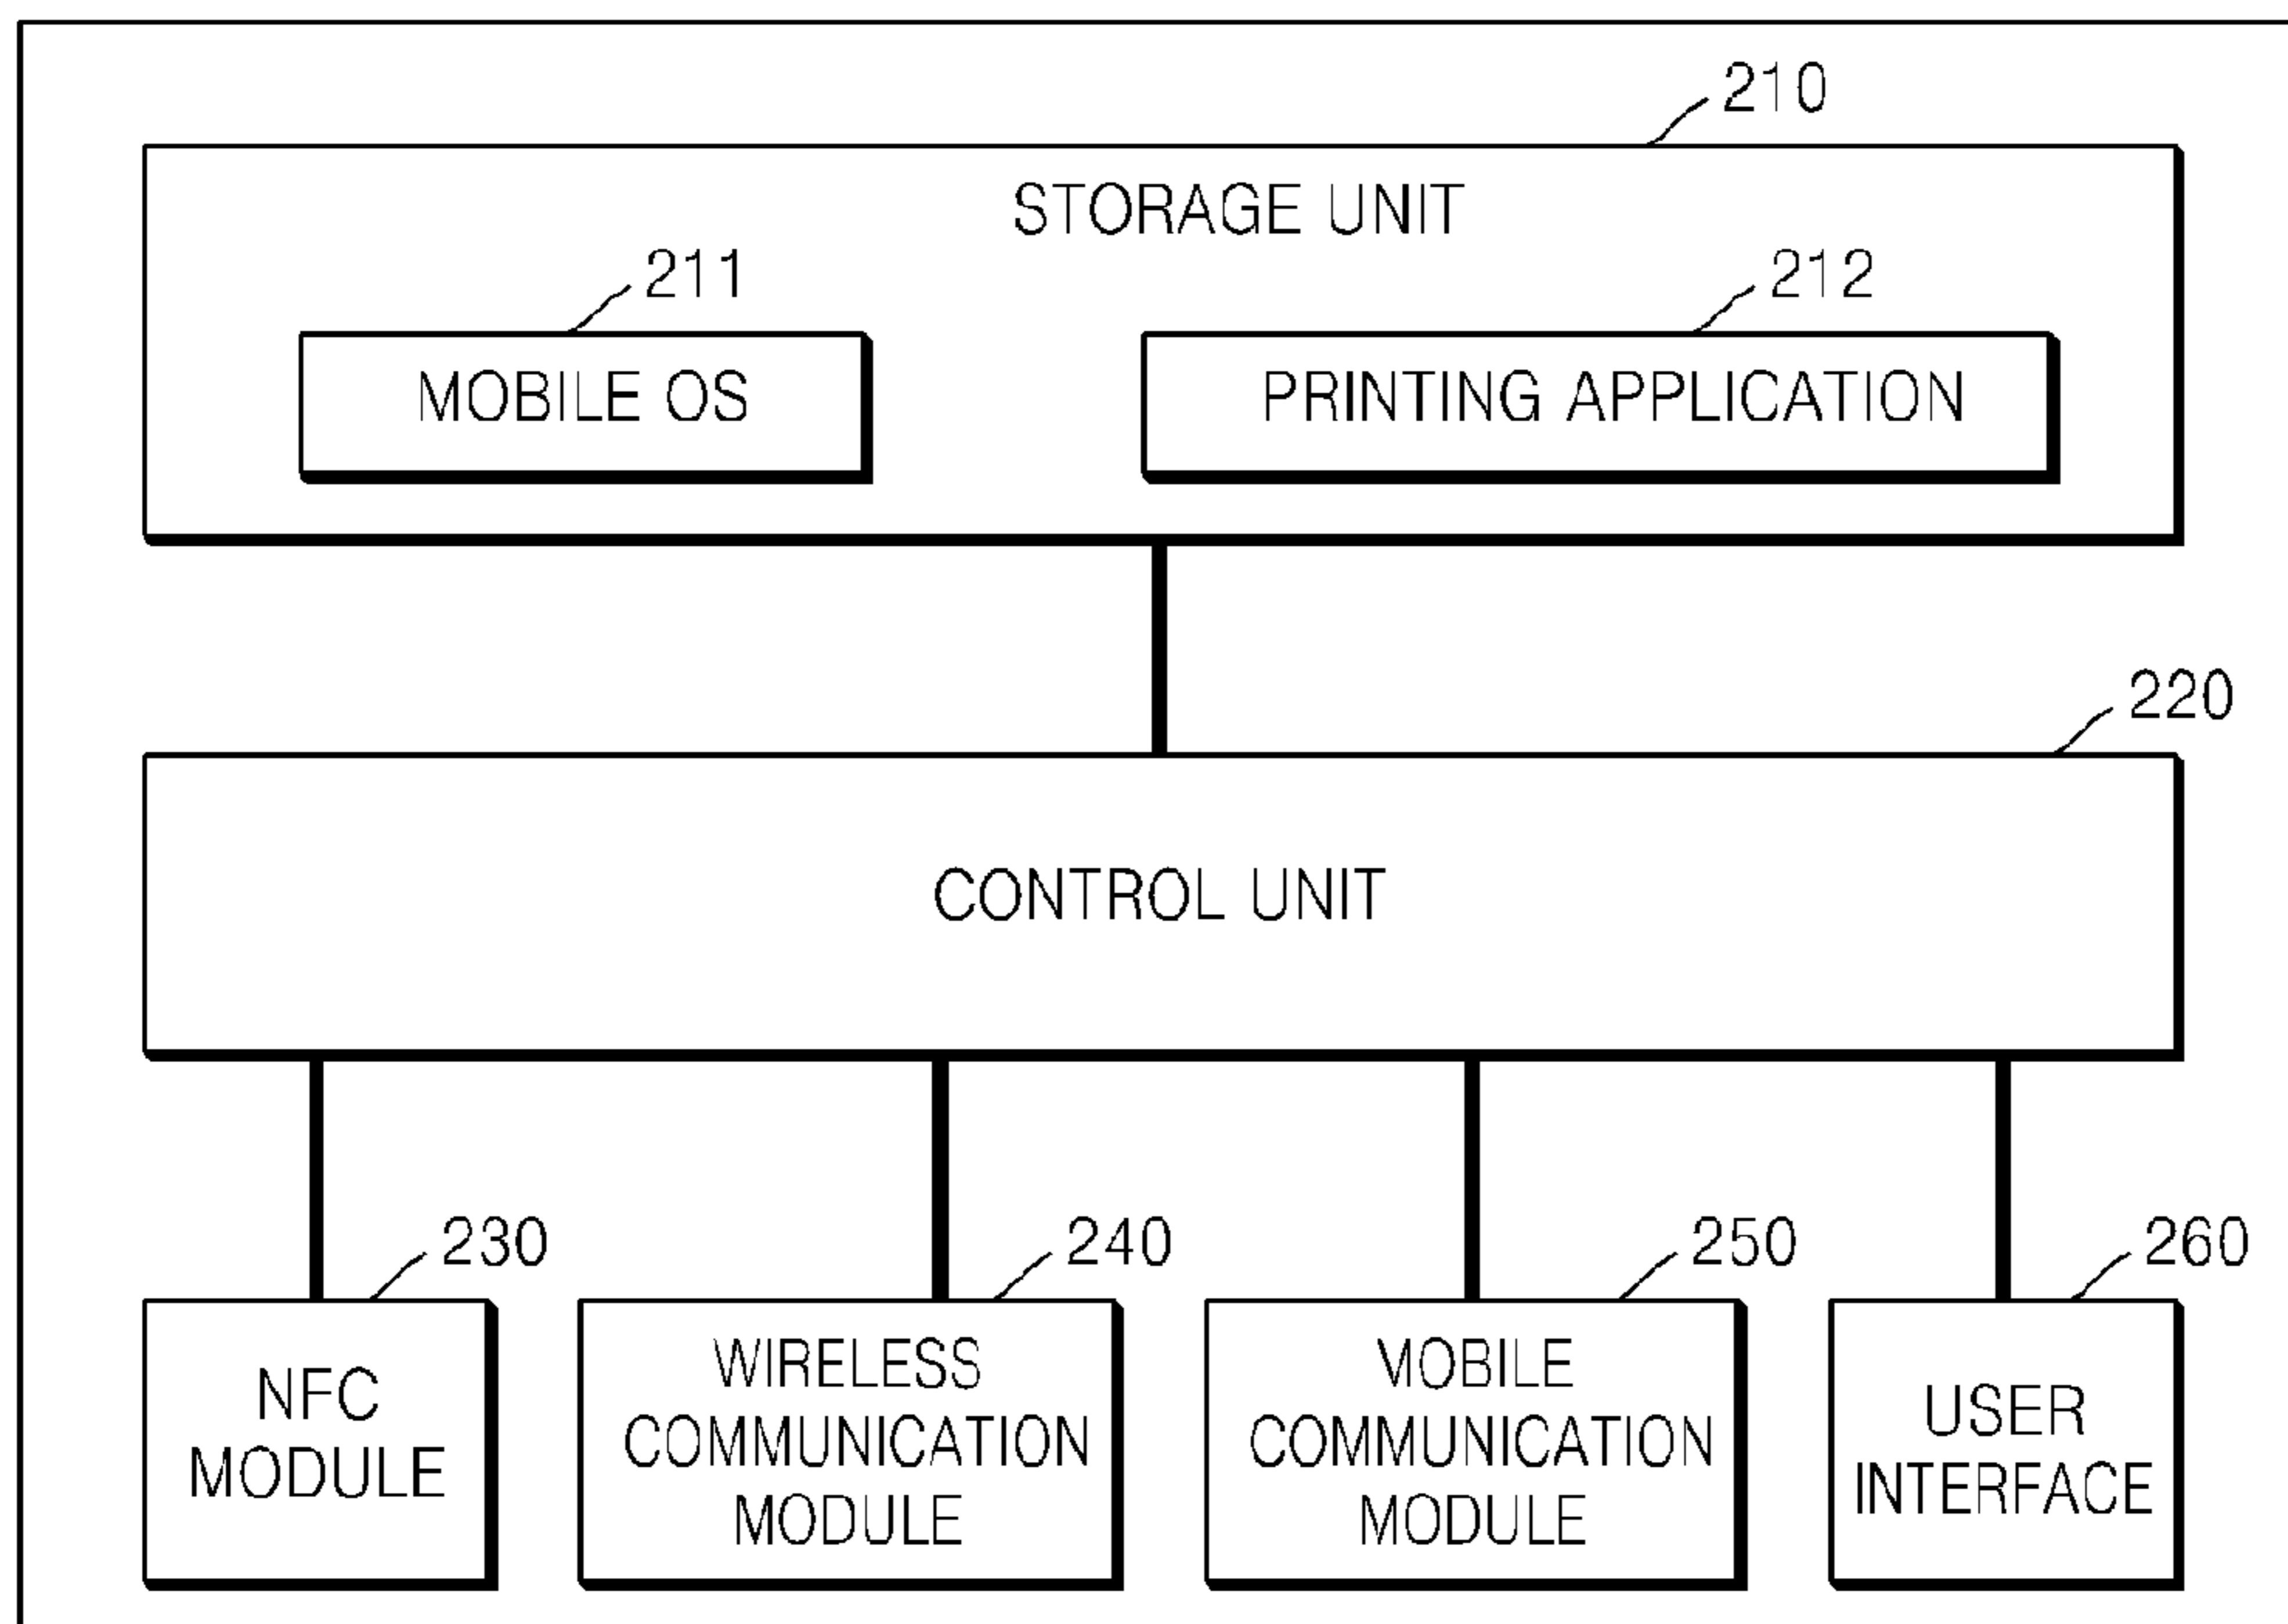 210
STORAGE UNIT
211
212
MOBILE OS
PRINTING APPLICATION
220
CONTROL UNIT
230
240
250
260
NFC
MODULE
WIRELESS
COMMUNICATION
MODULE
MOBILE
COMMUNICATION
MODULE
USER
INTERFACE